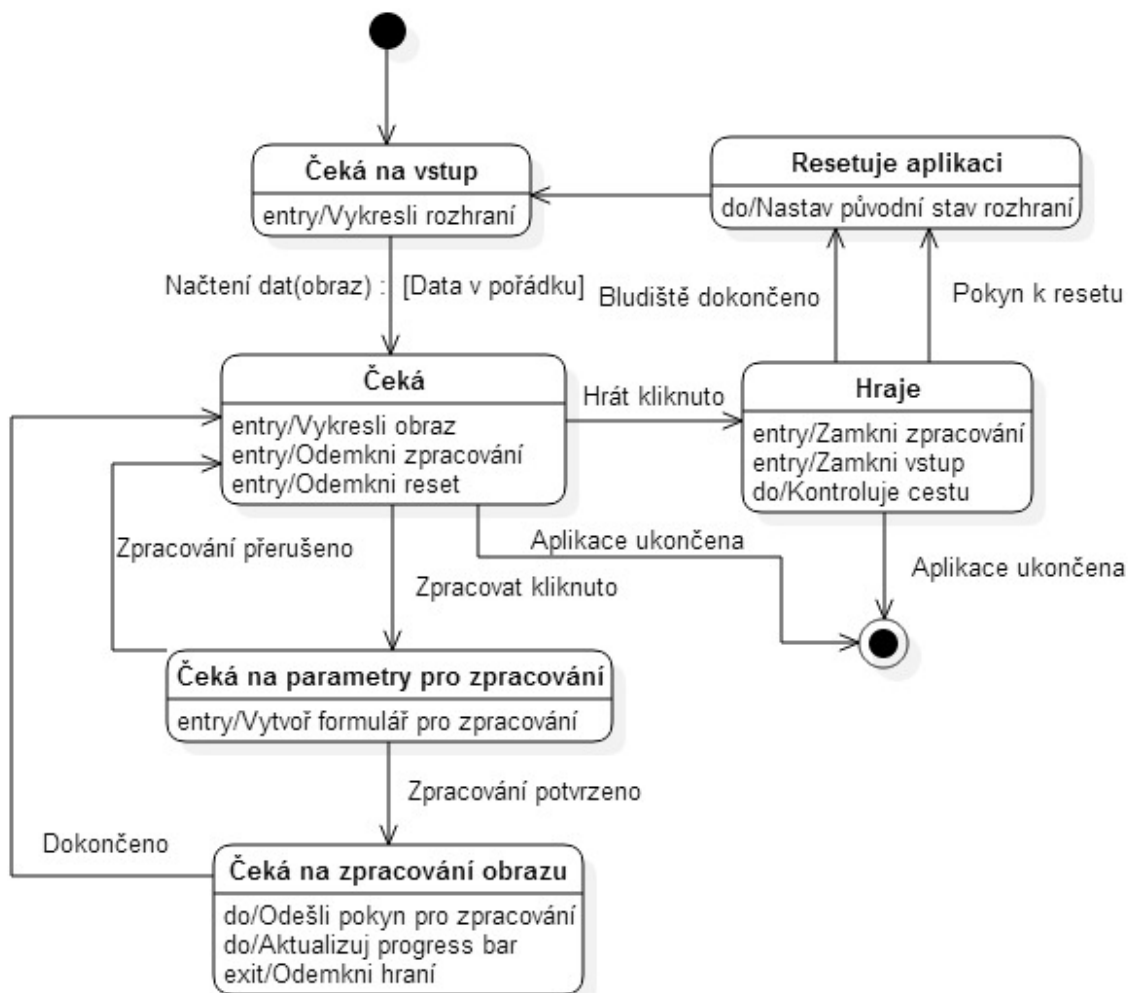 Čeká na vstup
entry/Vykresli rozhraní
Resetuje aplikaci
do/Nastav původní stav rozhraní
Načtení dat(obraz) : [Data v pořádku]
Bludiště dokončeno
Pokyn k resetu
Čeká
entry/Vykresli obraz
entry/Odemkni zpracování
entry/Odemkni reset
Hrát kliknuto
Hraje
entry/Zamkni zpracování
entry/Zamkni vstup
do/Kontroluje cestu
Zpracování přerušeno
Aplikace ukončena
Aplikace ukončena
Zpracovat kliknuto
Čeká na parametry pro zpracování
entry/Vytvoř formulář pro zpracování
Zpracování potvrzeno
Dokončeno
Čeká na zpracování obrazu
do/Odešli pokyn pro zpracování
do/Aktualizuj progress bar
exit/Odemkni hraní